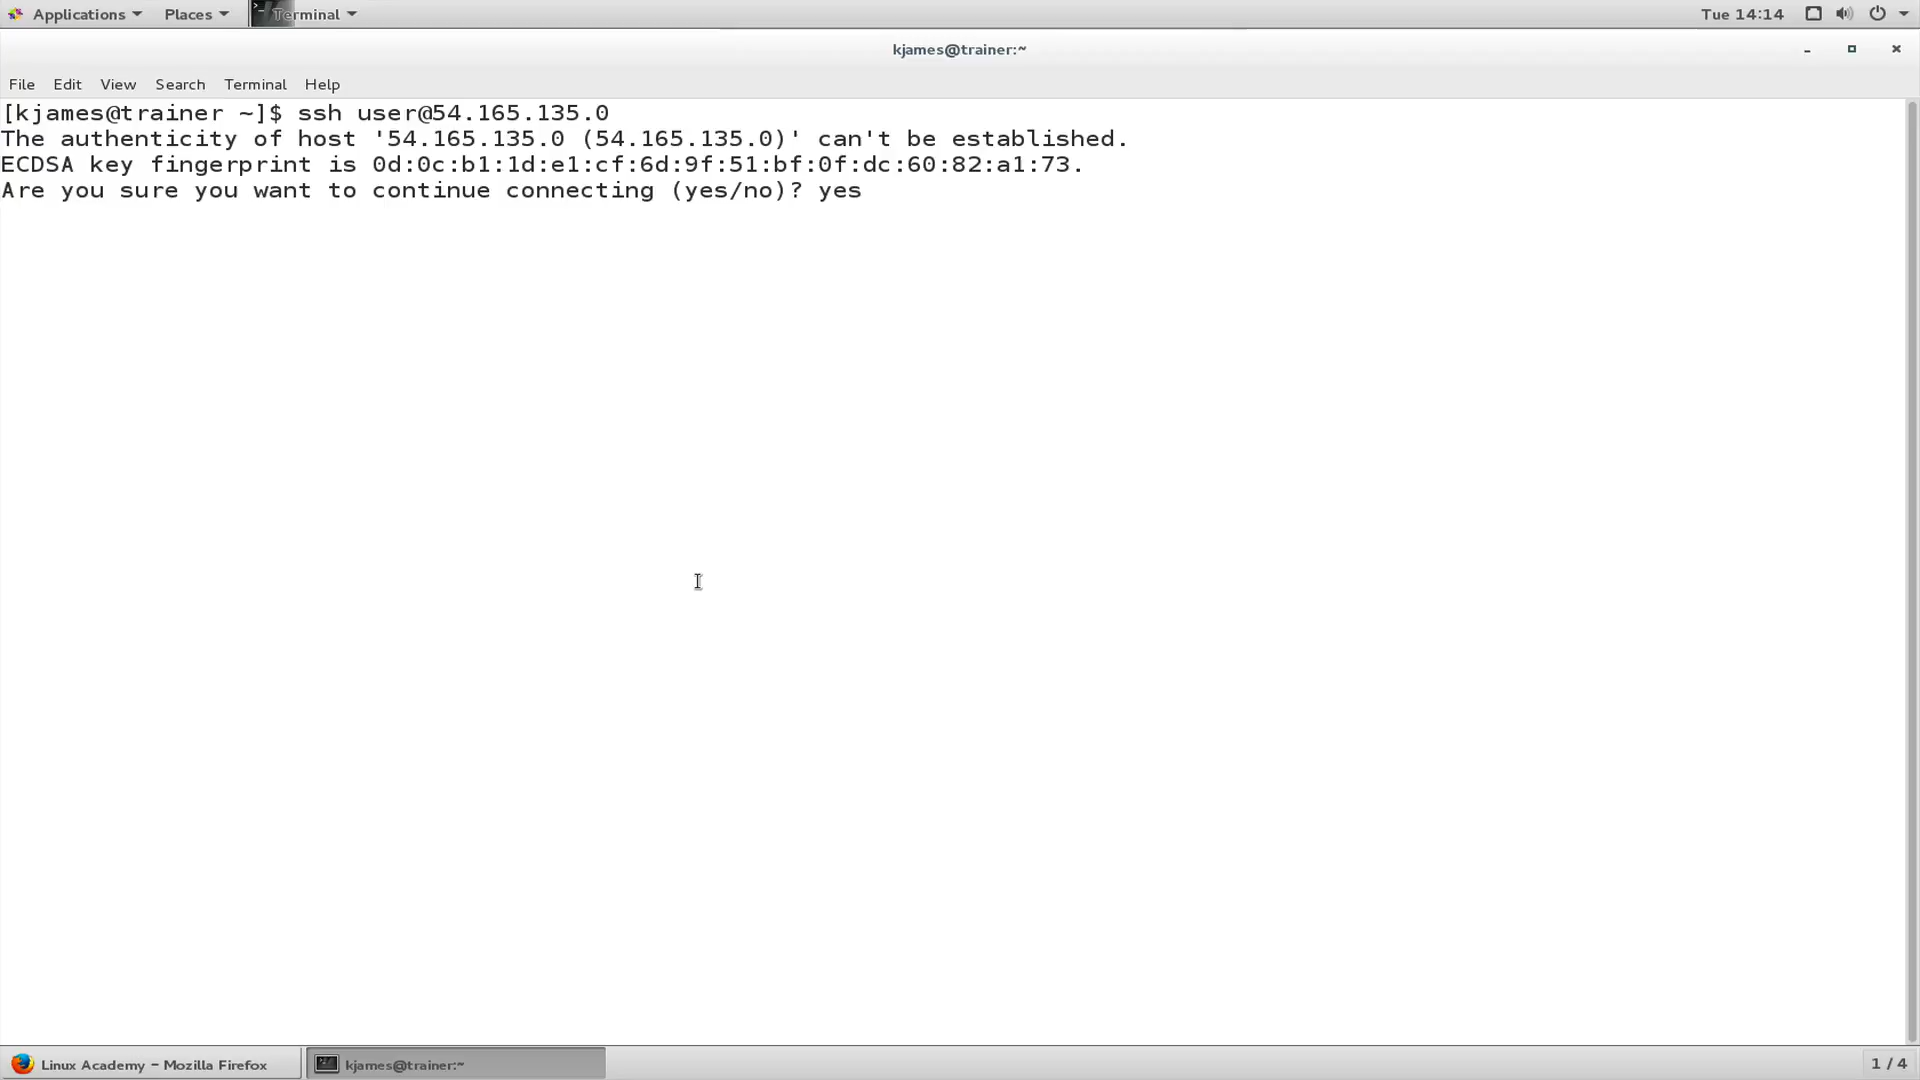 Applications Places Terminal Tue 14:14
kjames@trainer:~
File Edit View Search Terminal Help
[kjames@trainer ~]$ ssh user@54.165.135.0
The authenticity of host '54.165.135.0 (54.165.135.0)' can't be established.
ECDSA key fingerprint is 0d:0c:b1:1d:e1:cf:6d:9f:51:bf:0f:dc:60:82:a1:73.
Are you sure you want to continue connecting (yes/no)? yes
Linux Academy - Mozilla Firefox kjames@trainer:~ 1 / 4